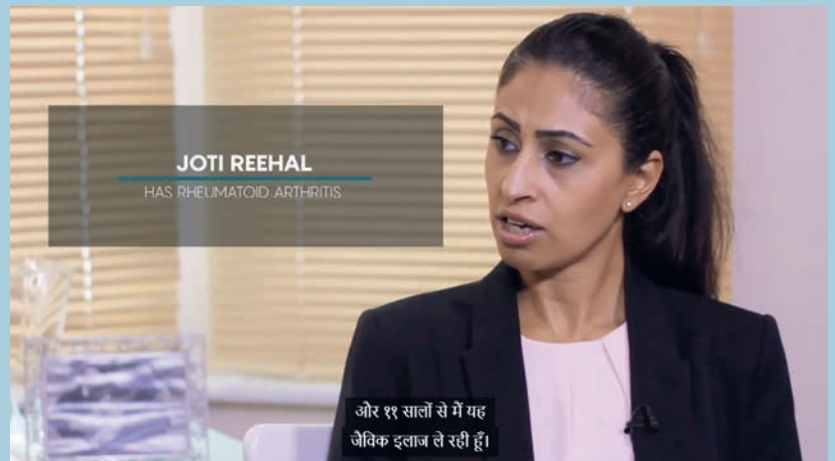 JOTI REEHAL
HAS RHEUMATOID ARTHRITIS
और ११ सालों से मैं यह
जैविक इलाज ले रही हूँ।